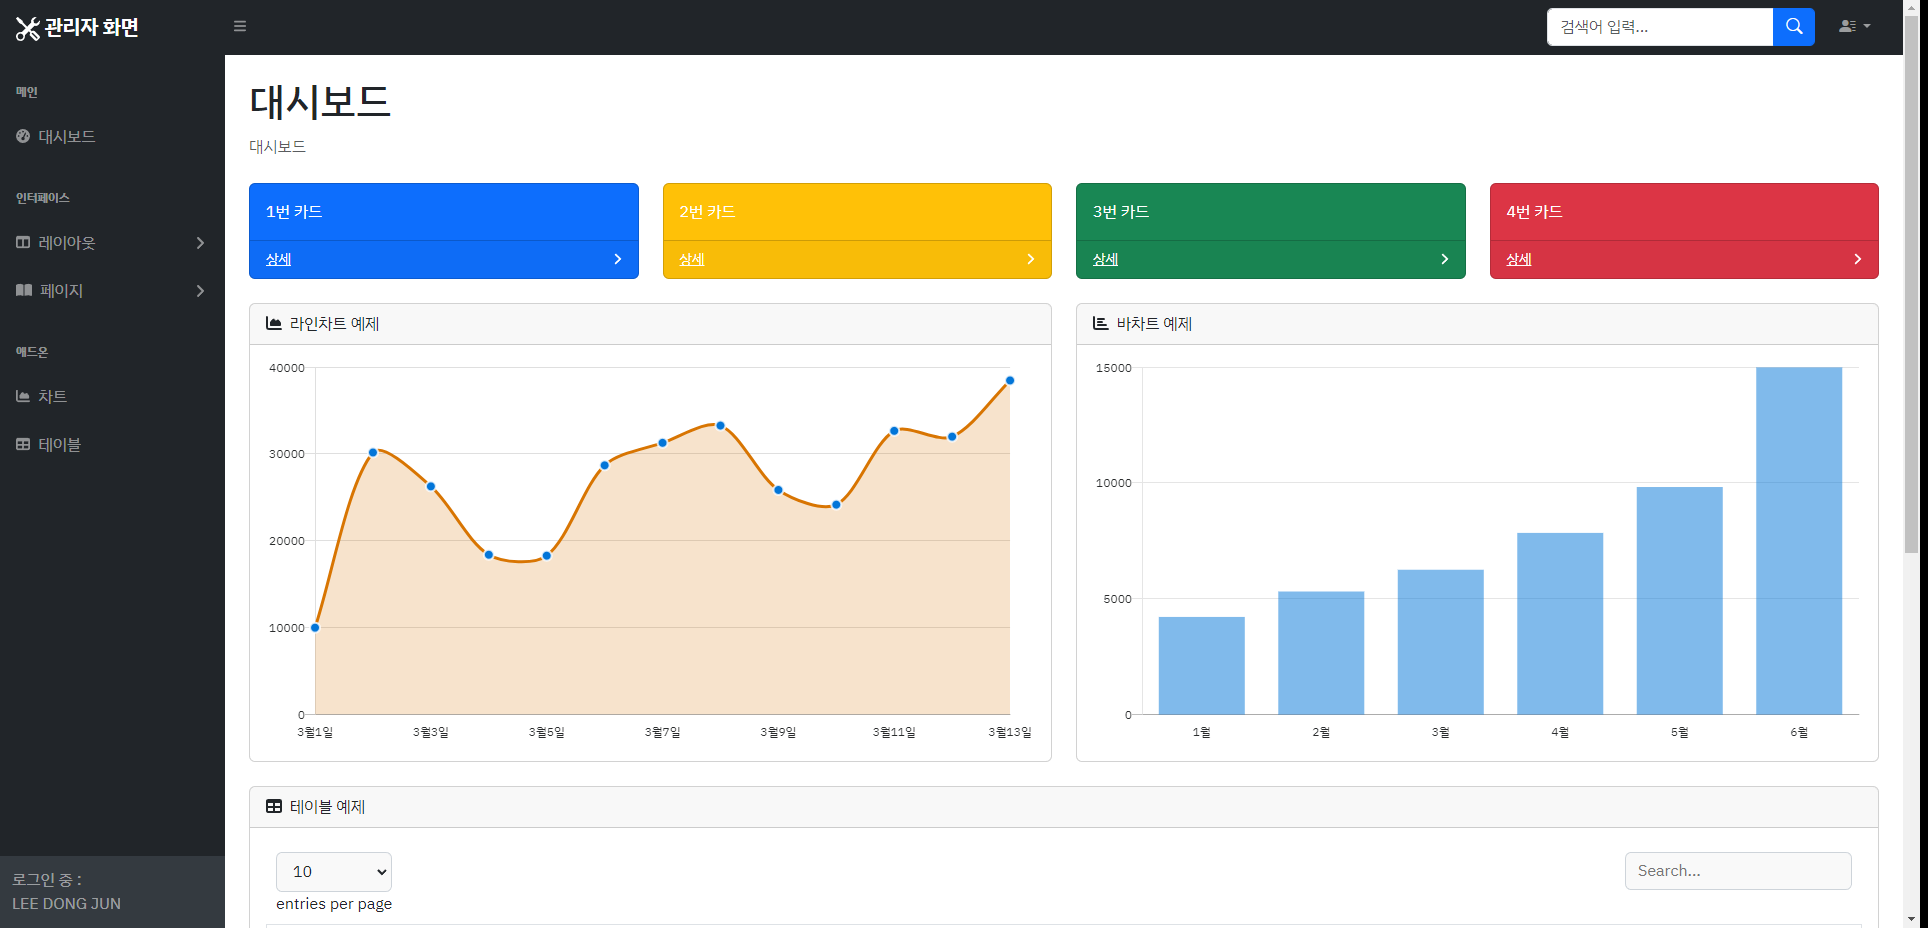 관리자 화면
검색어 입력...
메인
대시보드
인터페이스
레이아웃
페이지
애드온
차트
테이블
로그인 중 :
LEE DONG JUN
대시보드
대시보드
1번 카드
상세
2번 카드
상세
3번 카드
상세
4번 카드
상세
라인차트 예제
40000
30000
20000
10000
0
3월1일 3월3일 3월5일 3월7일 3월9일 3월11일 3월13일
바차트 예제
15000
10000
5000
0
1월 2월 3월 4월 5월 6월
테이블 예제
10
entries per page
Search...